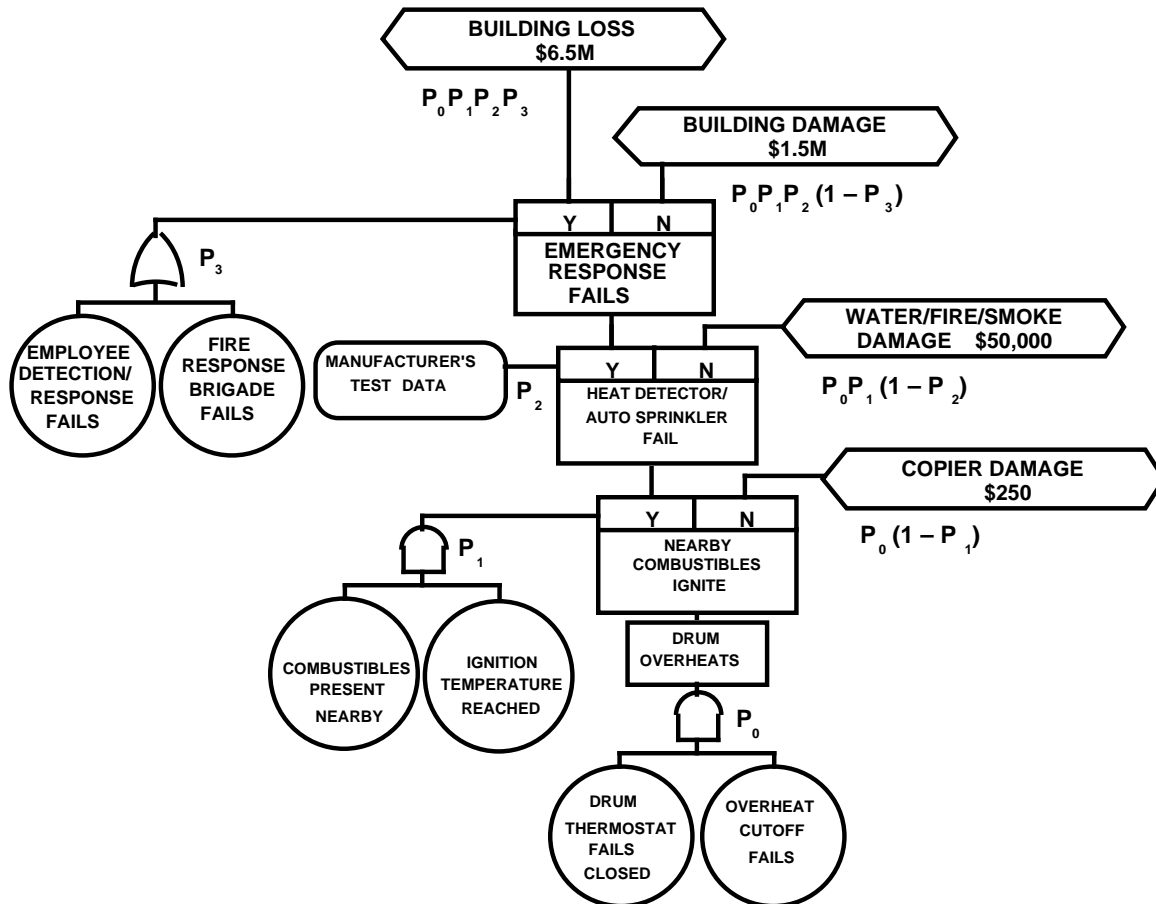 BUILDING LOSS
$6.5M
P0P1P2P3
BUILDING DAMAGE
$1.5M
P0P1P2 (1 – P3)
Y N
EMERGENCY
RESPONSE
FAILS
P3
EMPLOYEE
DETECTION/
RESPONSE
FAILS
FIRE
RESPONSE
BRIGADE
FAILS
MANUFACTURER'S
TEST DATA
P2
Y N
HEAT DETECTOR/
AUTO SPRINKLER
FAIL
WATER/FIRE/SMOKE
DAMAGE $50,000
P0P1 (1 – P2)
COPIER DAMAGE
$250
P0 (1 – P1)
Y N
NEARBY
COMBUSTIBLES
IGNITE
P1
COMBUSTIBLES
PRESENT
NEARBY
IGNITION
TEMPERATURE
REACHED
DRUM
OVERHEATS
P0
DRUM
THERMOSTAT
FAILS
CLOSED
OVERHEAT
CUTOFF
FAILS